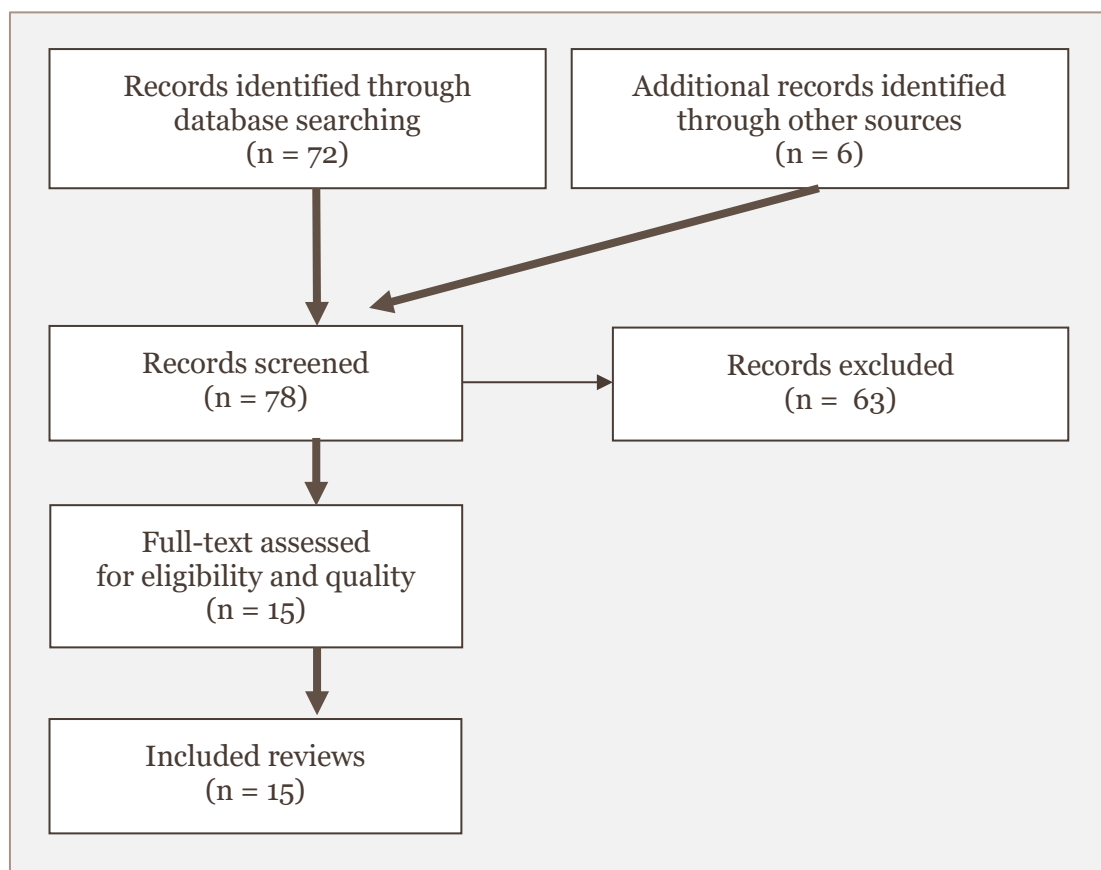 Records identified through
database searching
(n = 72)
Additional records identified
through other sources
(n = 6)
Records screened
(n = 78)
Records excluded
(n =  63)
Full-text assessed
for eligibility and quality
(n = 15)
Included reviews
(n = 15)